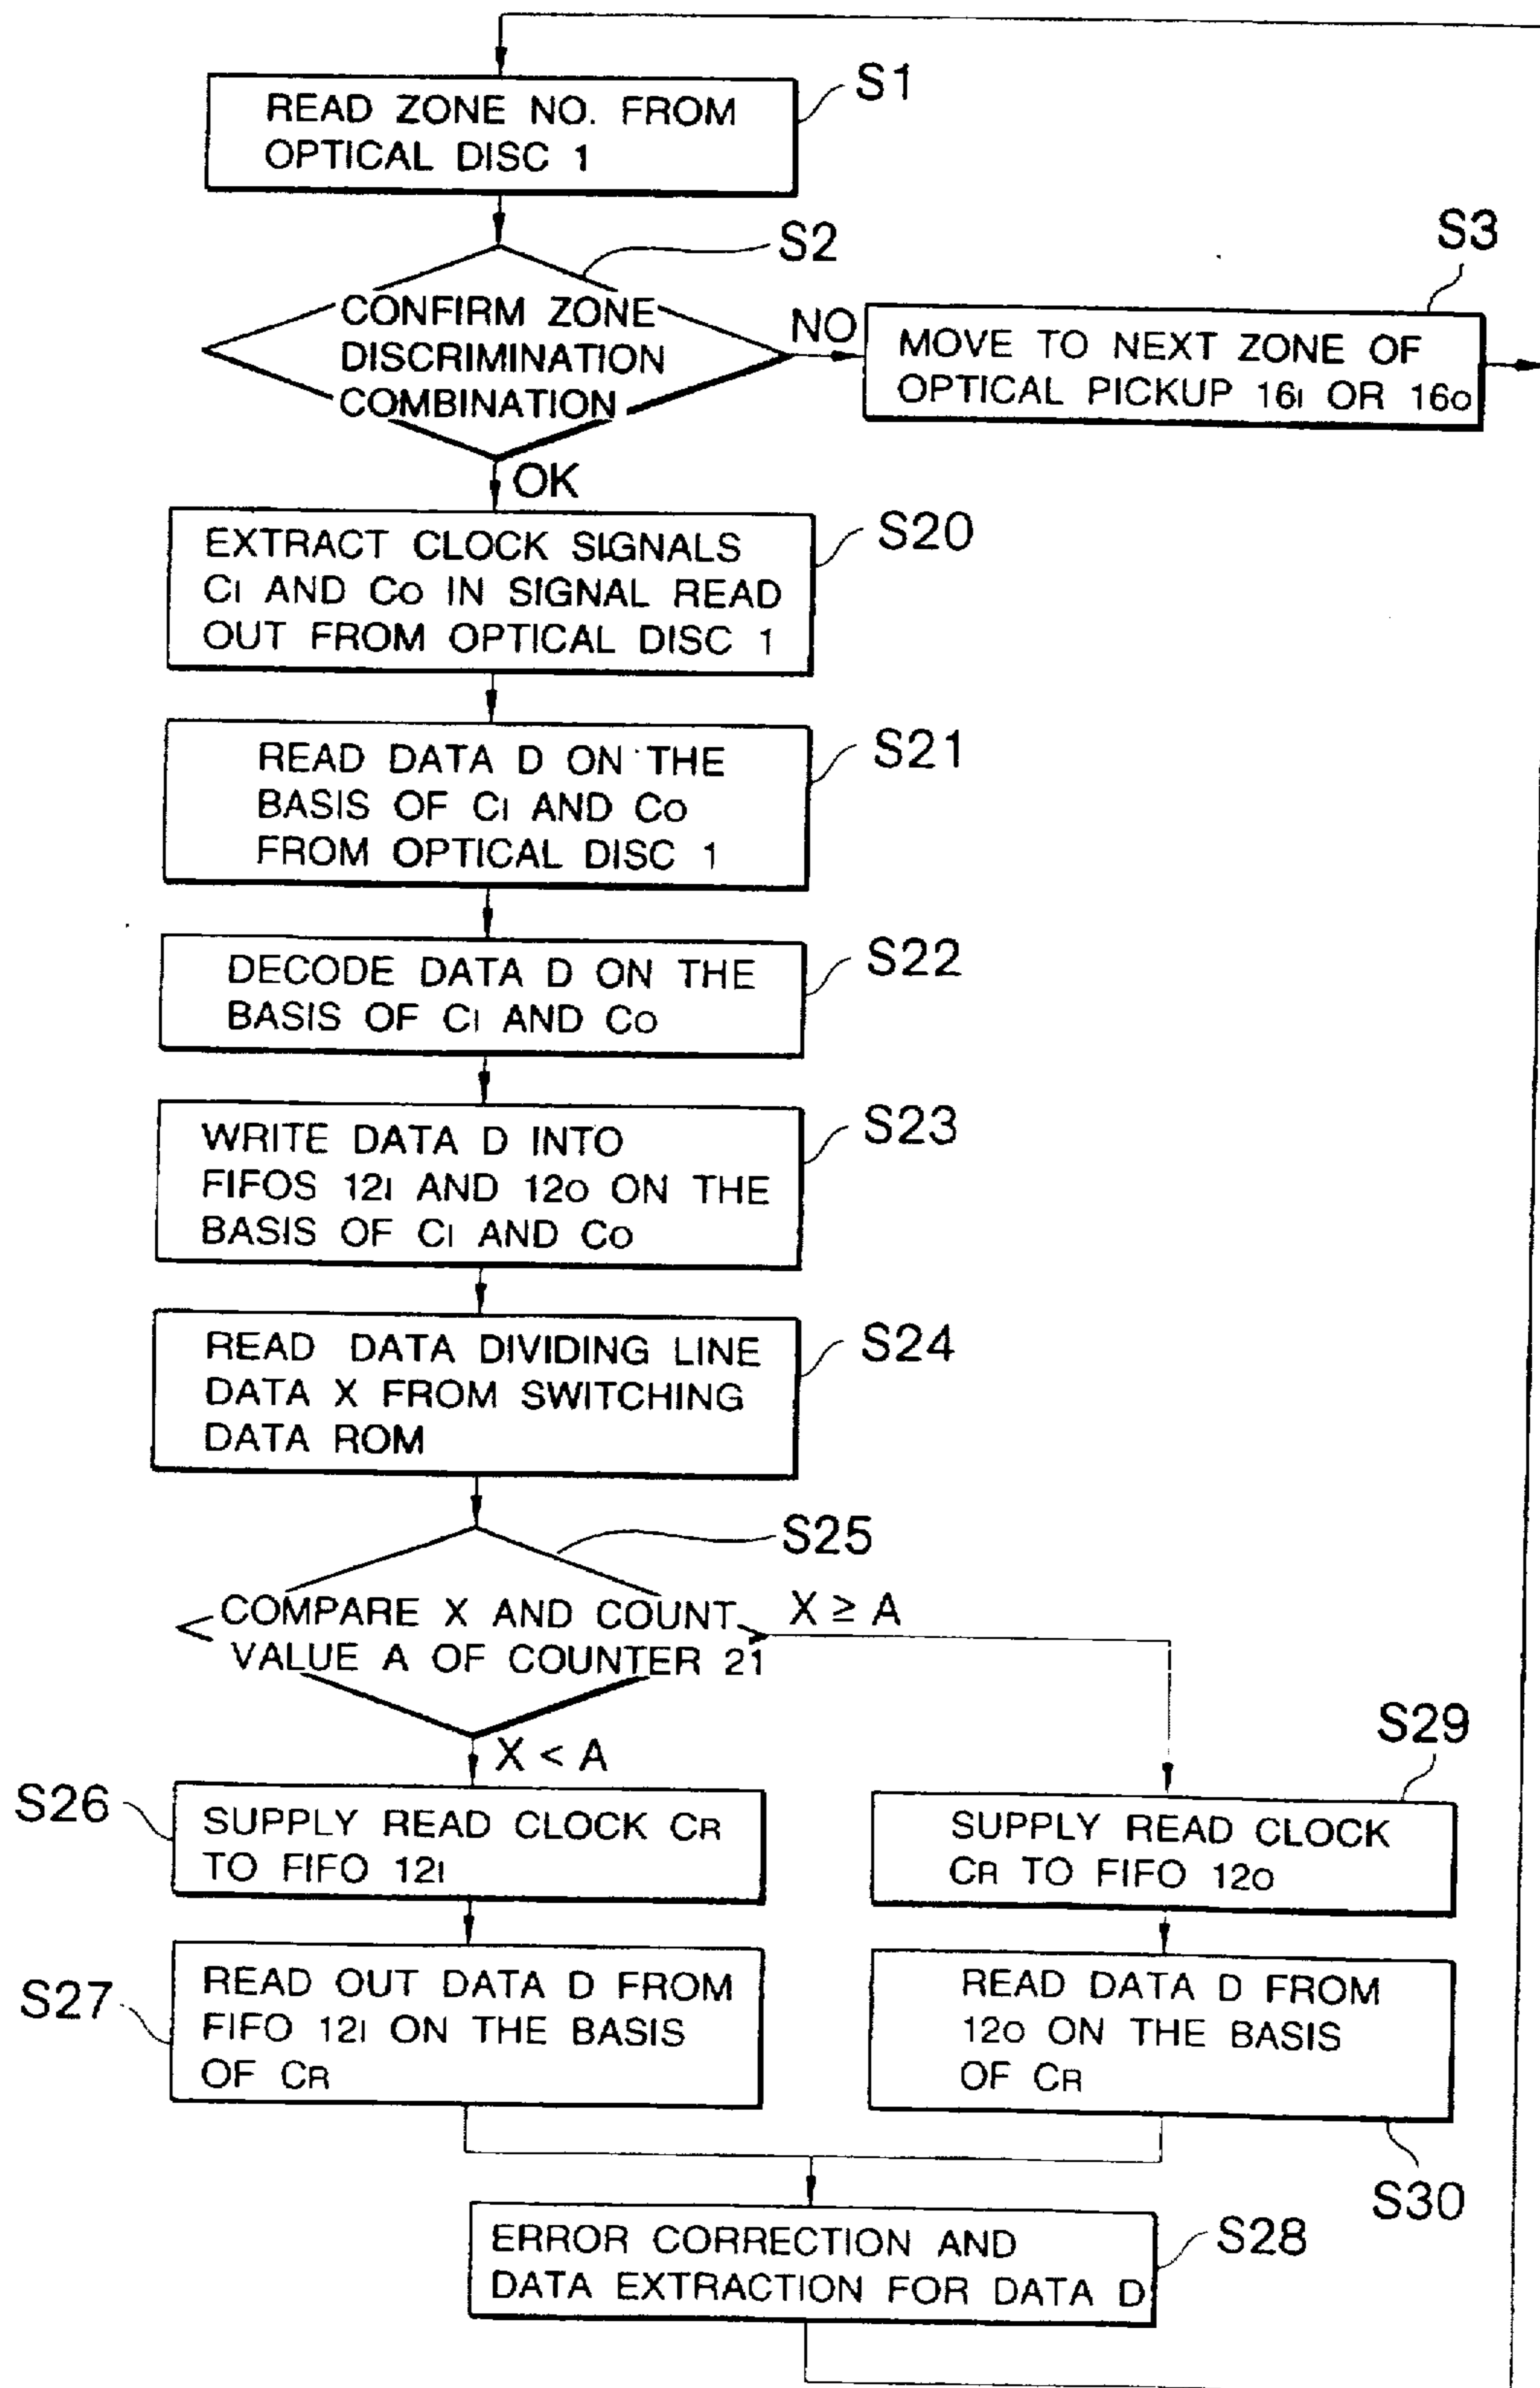 READ ZONE NO. FROM
OPTICAL DISC 1
S1
CONFIRM ZONE
DISCRIMINATION
COMBINATION
S2
NO
MOVE TO NEXT ZONE OF
OPTICAL PICKUP 16I OR 16O
S3
OK
EXTRACT CLOCK SIGNALS
CI AND CO IN SIGNAL READ
OUT FROM OPTICAL DISC 1
S20
READ DATA D ON THE
BASIS OF CI AND CO
FROM OPTICAL DISC 1
S21
DECODE DATA D ON THE
BASIS OF CI AND CO
S22
WRITE DATA D INTO
FIFOS 12I AND 12O ON THE
BASIS OF CI AND CO
S23
READ DATA DIVIDING LINE
DATA X FROM SWITCHING
DATA ROM
S24
COMPARE X AND COUNT
VALUE A OF COUNTER 21
S25
X ≥ A
X < A
S26
SUPPLY READ CLOCK CR
TO FIFO 12I
S29
SUPPLY READ CLOCK
CR TO FIFO 12O
S27
READ OUT DATA D FROM
FIFO 12I ON THE BASIS
OF CR
READ DATA D FROM
12O ON THE BASIS
OF CR
S30
ERROR CORRECTION AND
DATA EXTRACTION FOR DATA D
S28